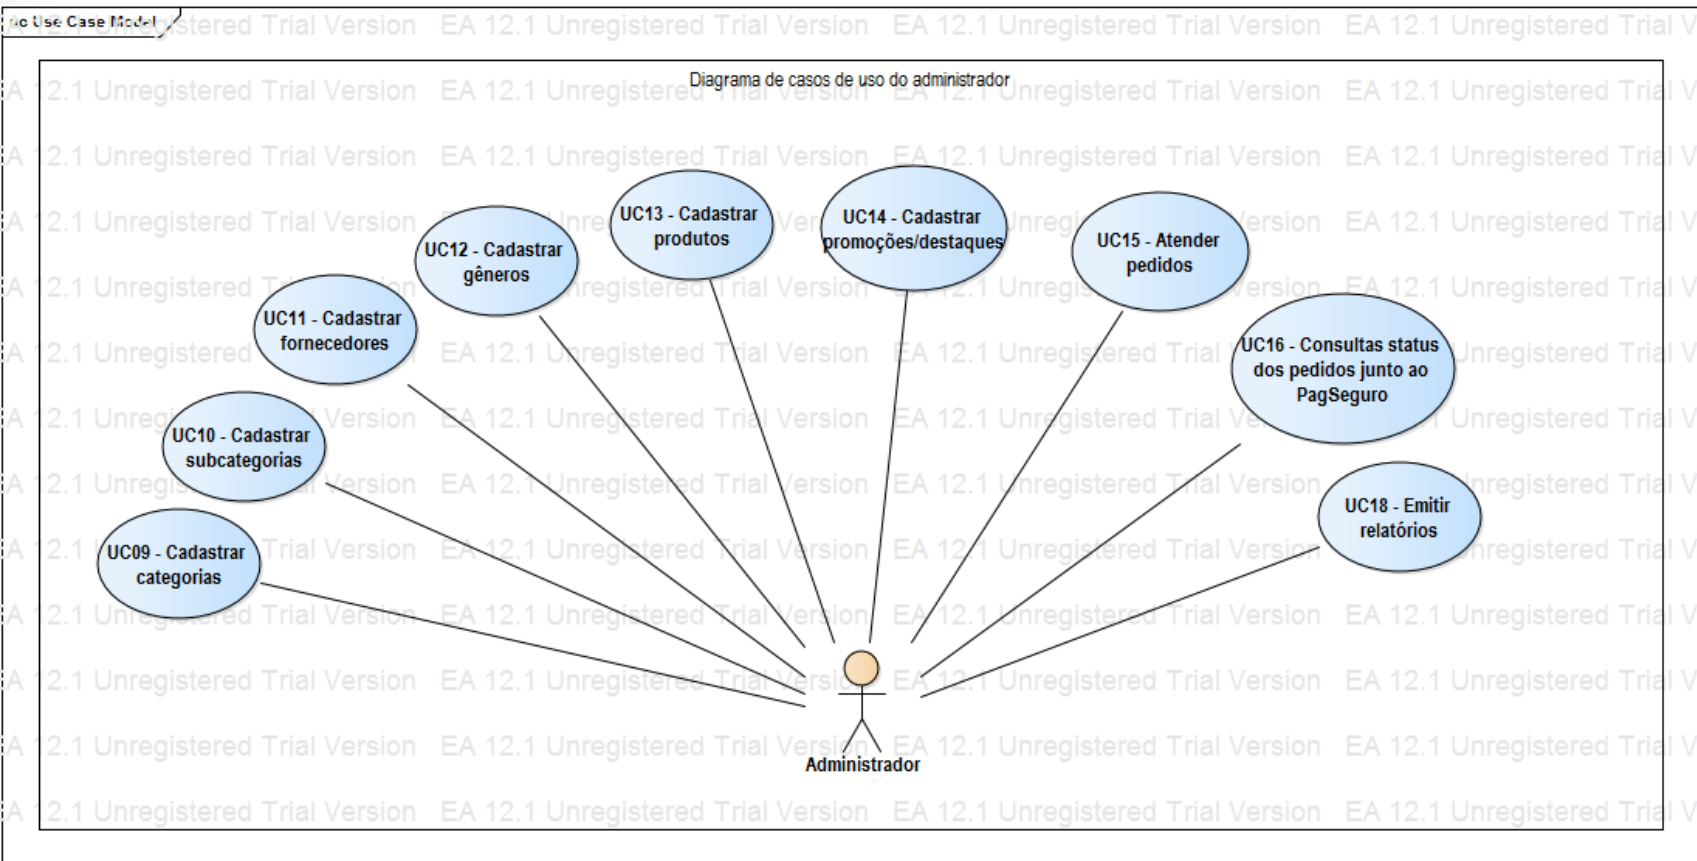 uc Use Case Model
Diagrama de casos de uso do administrador
UC09 - Cadastrar
categorias
UC10 - Cadastrar
subcategorias
UC11 - Cadastrar
fornecedores
UC12 - Cadastrar
gêneros
UC13 - Cadastrar
produtos
UC14 - Cadastrar
promoções/destaques
UC15 - Atender
pedidos
UC16 - Consultas status
dos pedidos junto ao
PagSeguro
UC18 - Emitir
relatórios
Administrador
EA 12.1 Unregistered Trial Version